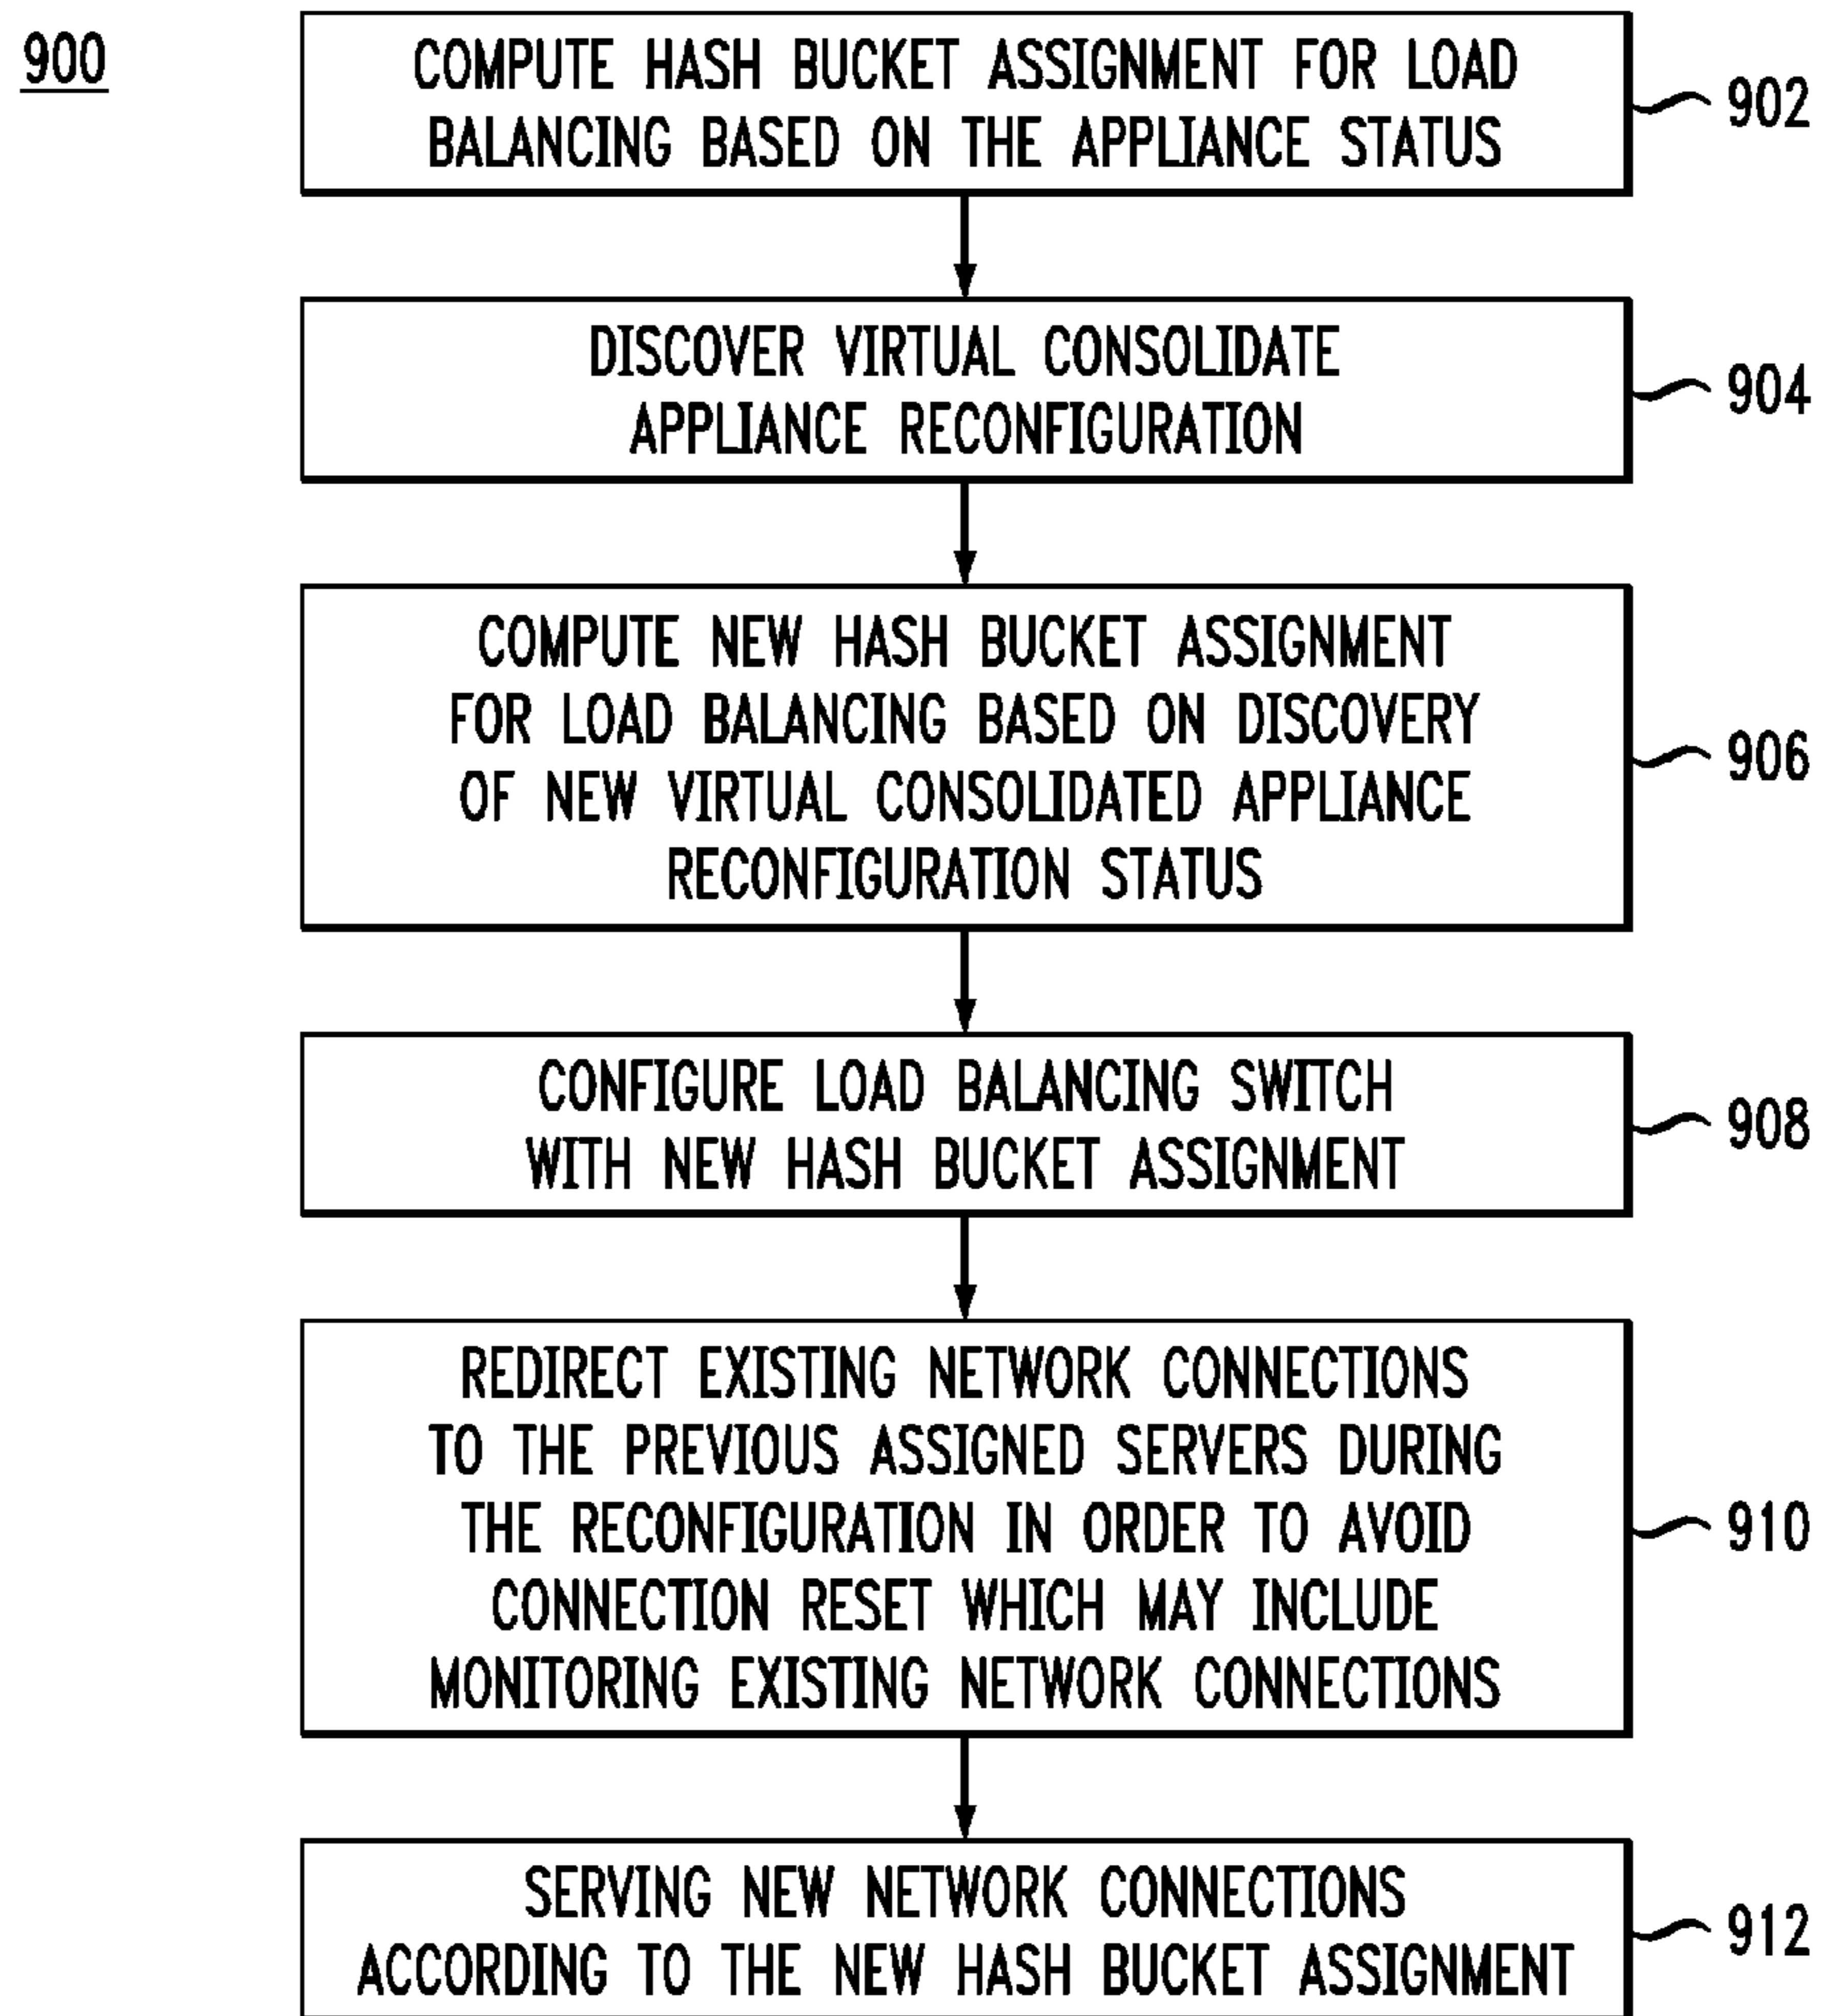 900
COMPUTE HASH BUCKET ASSIGNMENT FOR LOAD
BALANCING BASED ON THE APPLIANCE STATUS
902
DISCOVER VIRTUAL CONSOLIDATE
APPLIANCE RECONFIGURATION
904
COMPUTE NEW HASH BUCKET ASSIGNMENT
FOR LOAD BALANCING BASED ON DISCOVERY
OF NEW VIRTUAL CONSOLIDATED APPLIANCE
RECONFIGURATION STATUS
906
CONFIGURE LOAD BALANCING SWITCH
WITH NEW HASH BUCKET ASSIGNMENT
908
REDIRECT EXISTING NETWORK CONNECTIONS
TO THE PREVIOUS ASSIGNED SERVERS DURING
THE RECONFIGURATION IN ORDER TO AVOID
CONNECTION RESET WHICH MAY INCLUDE
MONITORING EXISTING NETWORK CONNECTIONS
910
SERVING NEW NETWORK CONNECTIONS
ACCORDING TO THE NEW HASH BUCKET ASSIGNMENT
912